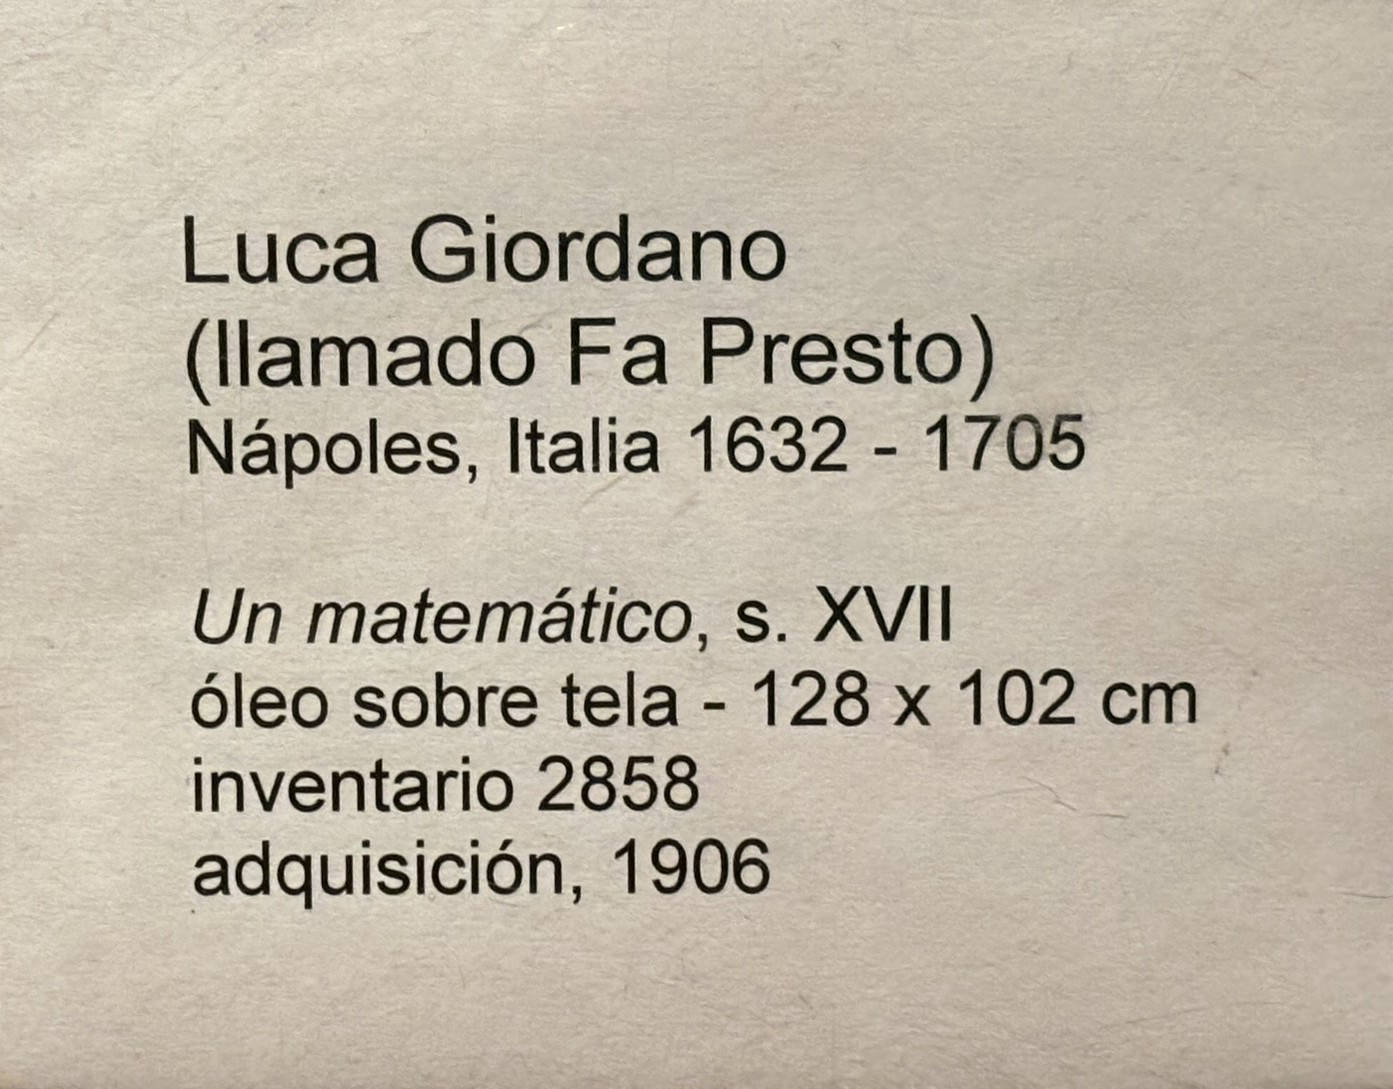 Luca Giordano
(llamado Fa Presto)
Nápoles, Italia 1632 - 1705
Un matemático, s. XVII
óleo sobre tela - 128 x 102 cm
inventario 2858
adquisición, 1906